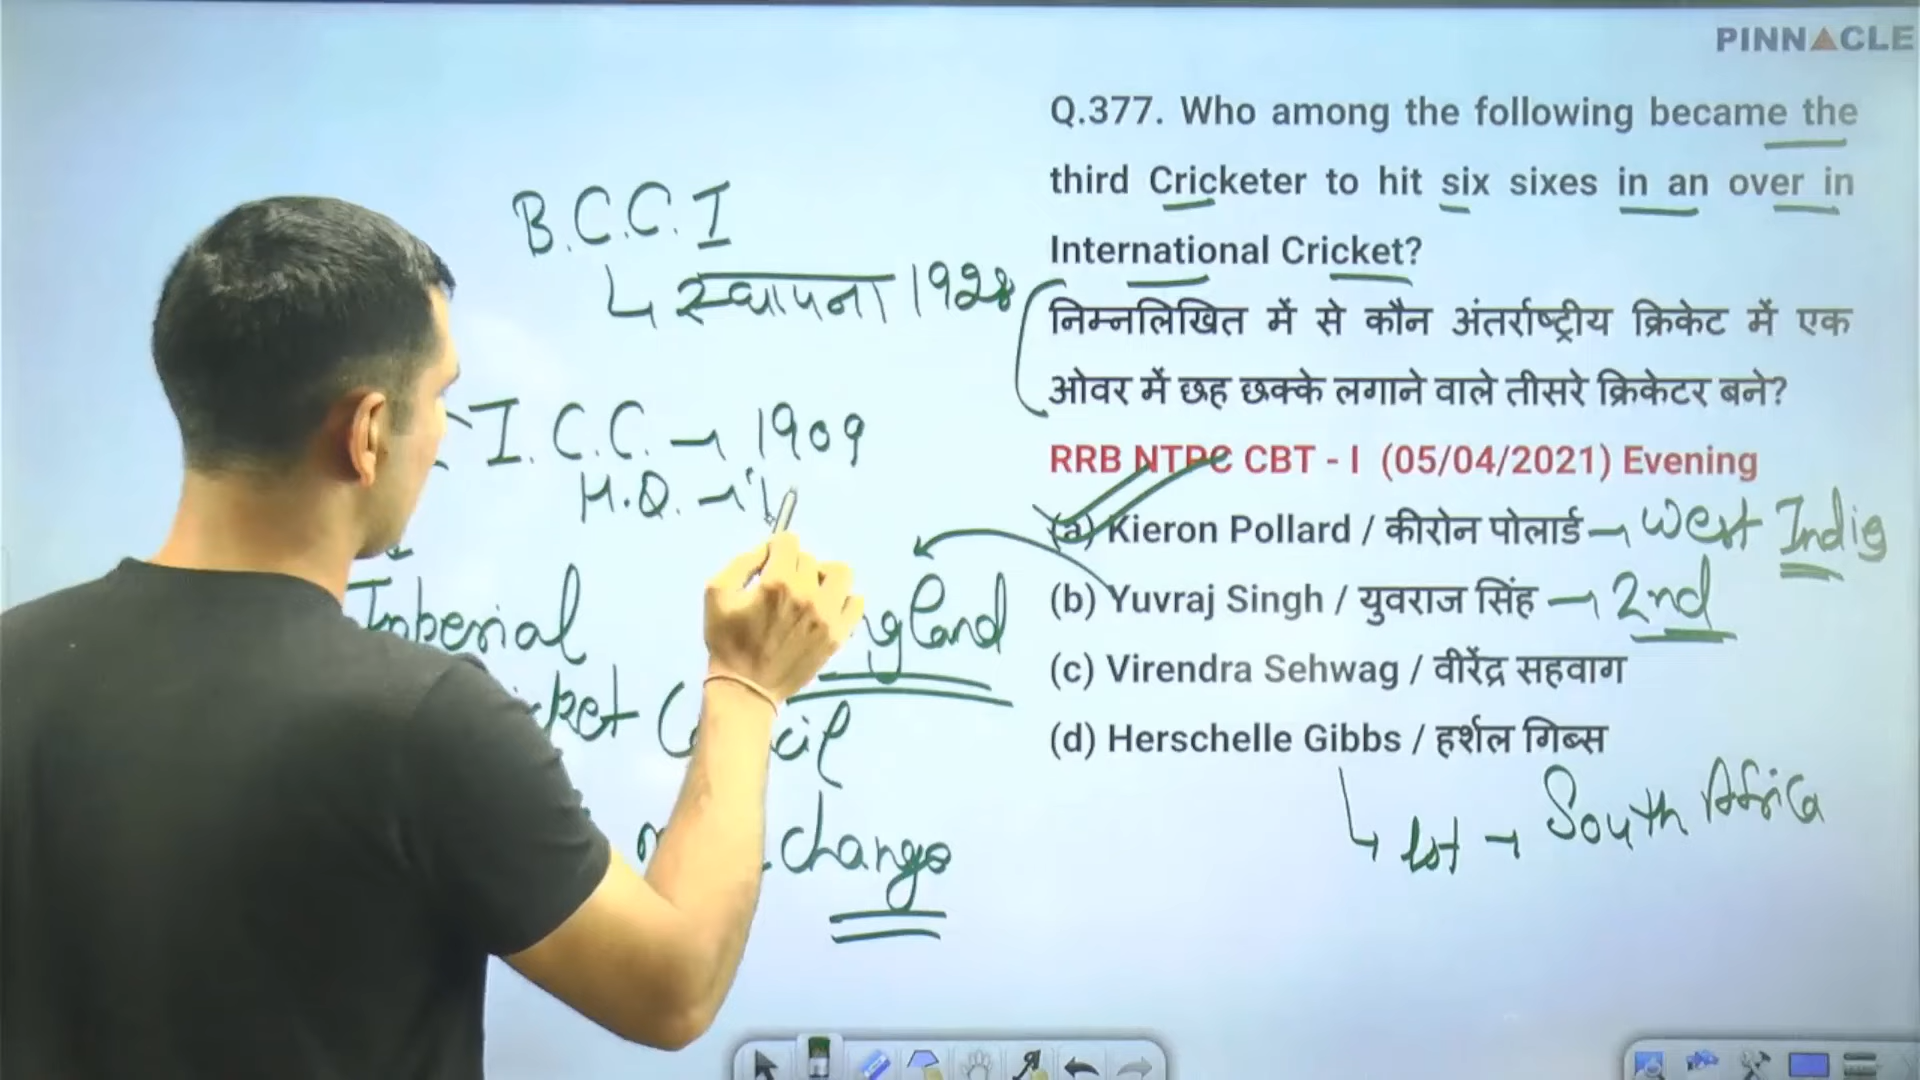 PINNACLE
Q.377. Who among the following became the
third Cricketer to hit six sixes in an over in
International Cricket?
निम्नलिखित में से कौन अंतर्राष्ट्रीय क्रिकेट में एक
ओवर में छह छक्के लगाने वाले तीसरे क्रिकेटर बने?
RRB NTPC CBT - I (05/04/2021) Evening
(a) Kieron Pollard / कीरोन पोलार्ड → West Indig
(b) Yuvraj Singh / युवराज सिंह → 2nd
(c) Virendra Sehwag / वीरेंद्र सहवाग
(d) Herschelle Gibbs / हर्शल गिब्स
1st → South Africa
B.C.C.I
स्थापना 1928
I.C.C. → 1909
H.Q. →
change